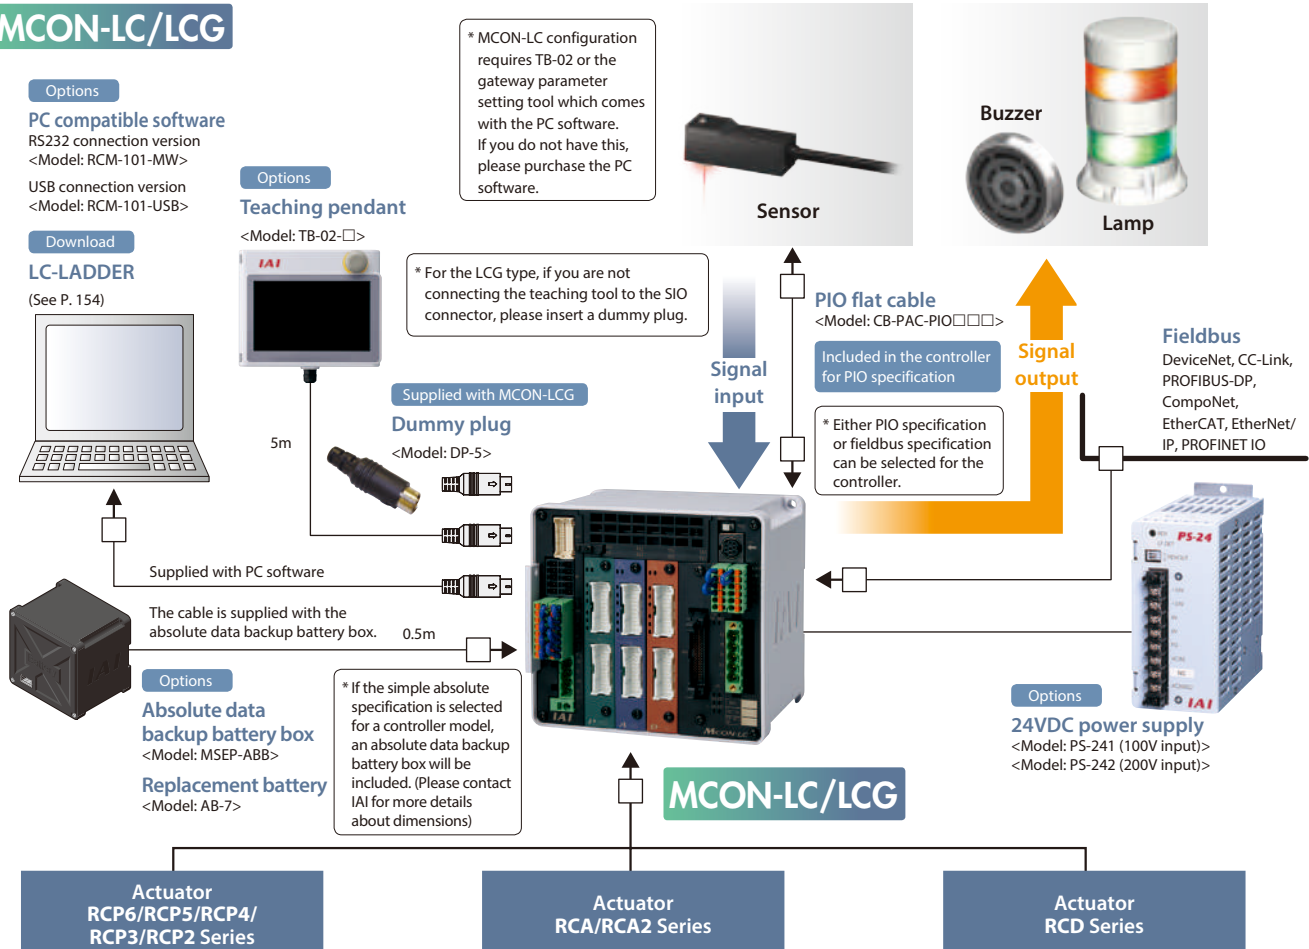 MCON-LC/LCG
Options
PC compatible software
RS232 connection version
<Model: RCM-101-MW>
USB connection version
<Model: RCM-101-USB>
Download
LC-LADDER
(See P. 154)
Options
Teaching pendant
<Model: TB-02-□>
IAI
* MCON-LC configuration
requires TB-02 or the
gateway parameter
setting tool which comes
with the PC software.
If you do not have this,
please purchase the PC
software.
Sensor
Buzzer
Lamp
* For the LCG type, if you are not
connecting the teaching tool to the SIO
connector, please insert a dummy plug.
Signal
input
PIO flat cable
<Model: CB-PAC-PIO□□□>
Included in the controller
for PIO specification
* Either PIO specification
or fieldbus specification
can be selected for the
controller.
Signal
output
Fieldbus
DeviceNet, CC-Link,
PROFIBUS-DP,
CompoNet,
EtherCAT, EtherNet/
IP, PROFINET IO
5m
Supplied with MCON-LCG
Dummy plug
<Model: DP-5>
Supplied with PC software
The cable is supplied with the
absolute data backup battery box.
0.5m
IAI
Options
Absolute data
backup battery box
<Model: MSEP-ABB>
Replacement battery
<Model: AB-7>
* If the simple absolute
specification is selected
for a controller model,
an absolute data backup
battery box will be
included. (Please contact
IAI for more details
about dimensions)
IAI
MCON-LC
PS-24
IAI
Options
24VDC power supply
<Model: PS-241 (100V input)>
<Model: PS-242 (200V input)>
MCON-LC/LCG
Actuator
RCP6/RCP5/RCP4/
RCP3/RCP2 Series
Actuator
RCA/RCA2 Series
Actuator
RCD Series